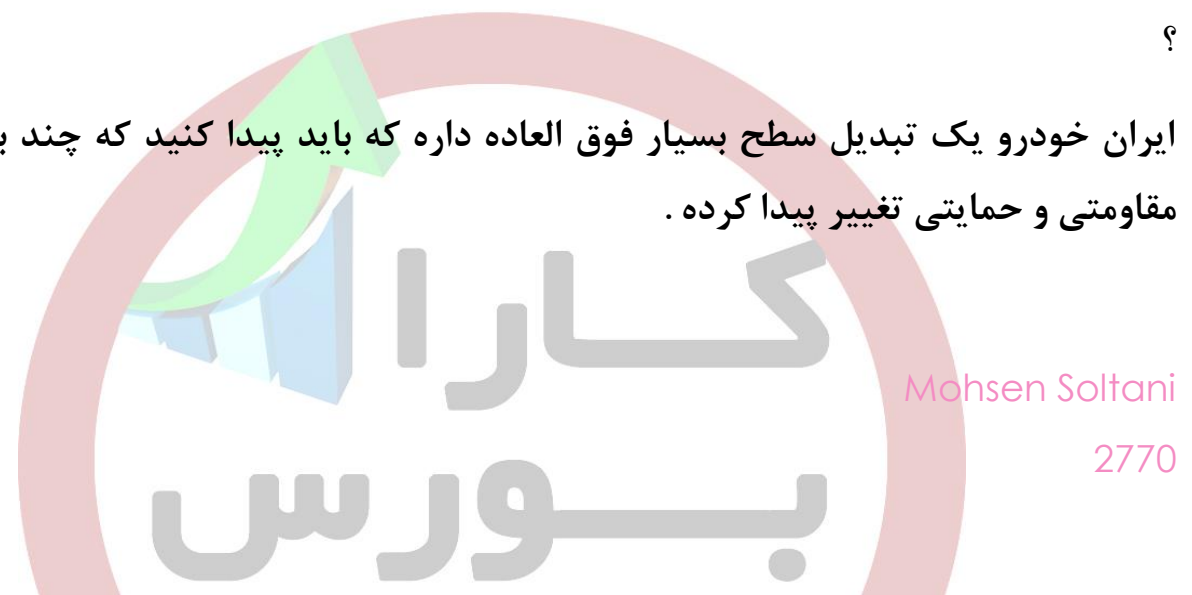 ؟
ایران خودرو یک تبدیل سطح بسیار فوق العاده داره که باید پیدا کنید که چند
مقاومتی و حمایتی تغییر پیدا کرده .
کارا
بورس
Mohsen Soltani
2770